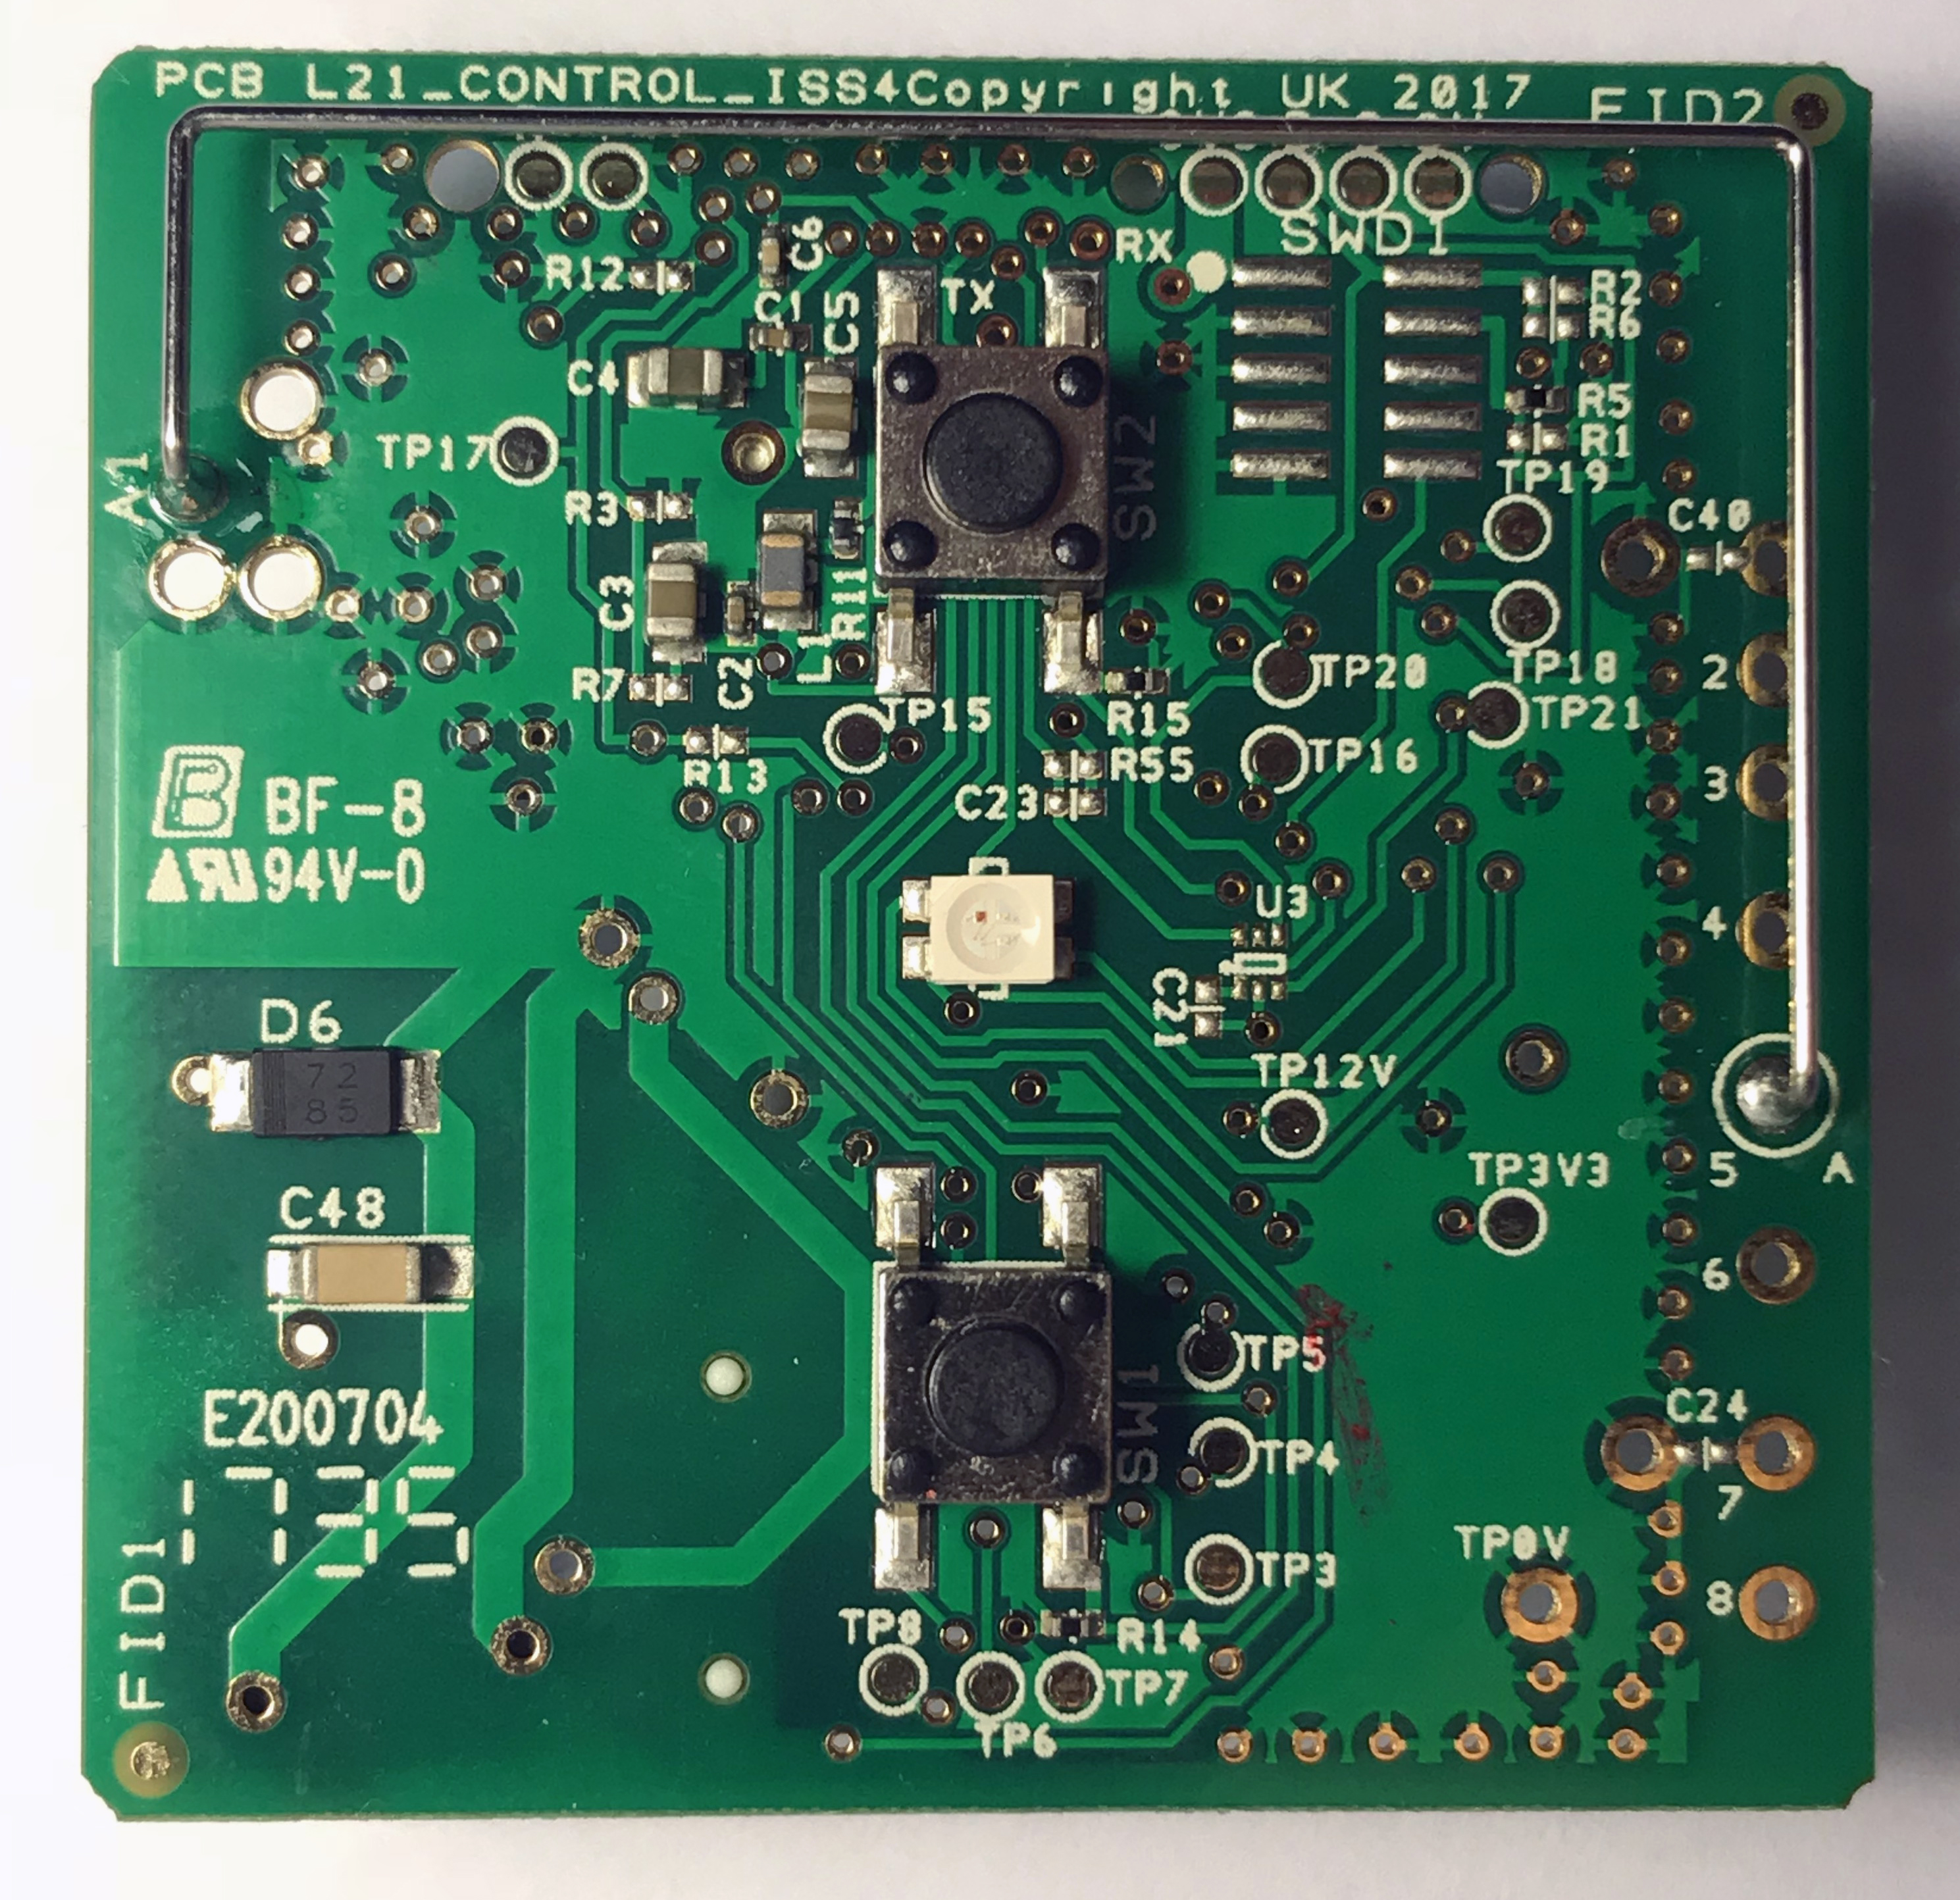 PCB L21_CONTROL_ISS4Copyright UK 2017
FID2
RX
SWD1
C6
R12
TX
R2
C1
C5
R6
C4
R5
R1
SW2
TP17
TP19
A1
R3
C40
C3
R11
L1
C2
R7
TP20
TP18
2
TP15
R15
TP21
R13
R55
TP16
3
C23
B BF-8
94V-0
U3
4
C21
D6
72
85
TP12V
TP3V3
5
A
C48
6
TP5
SW1
E200704
TP4
C24
7
1735
TP0V
TP3
8
FID1
TP8
R14
TP7
TP6